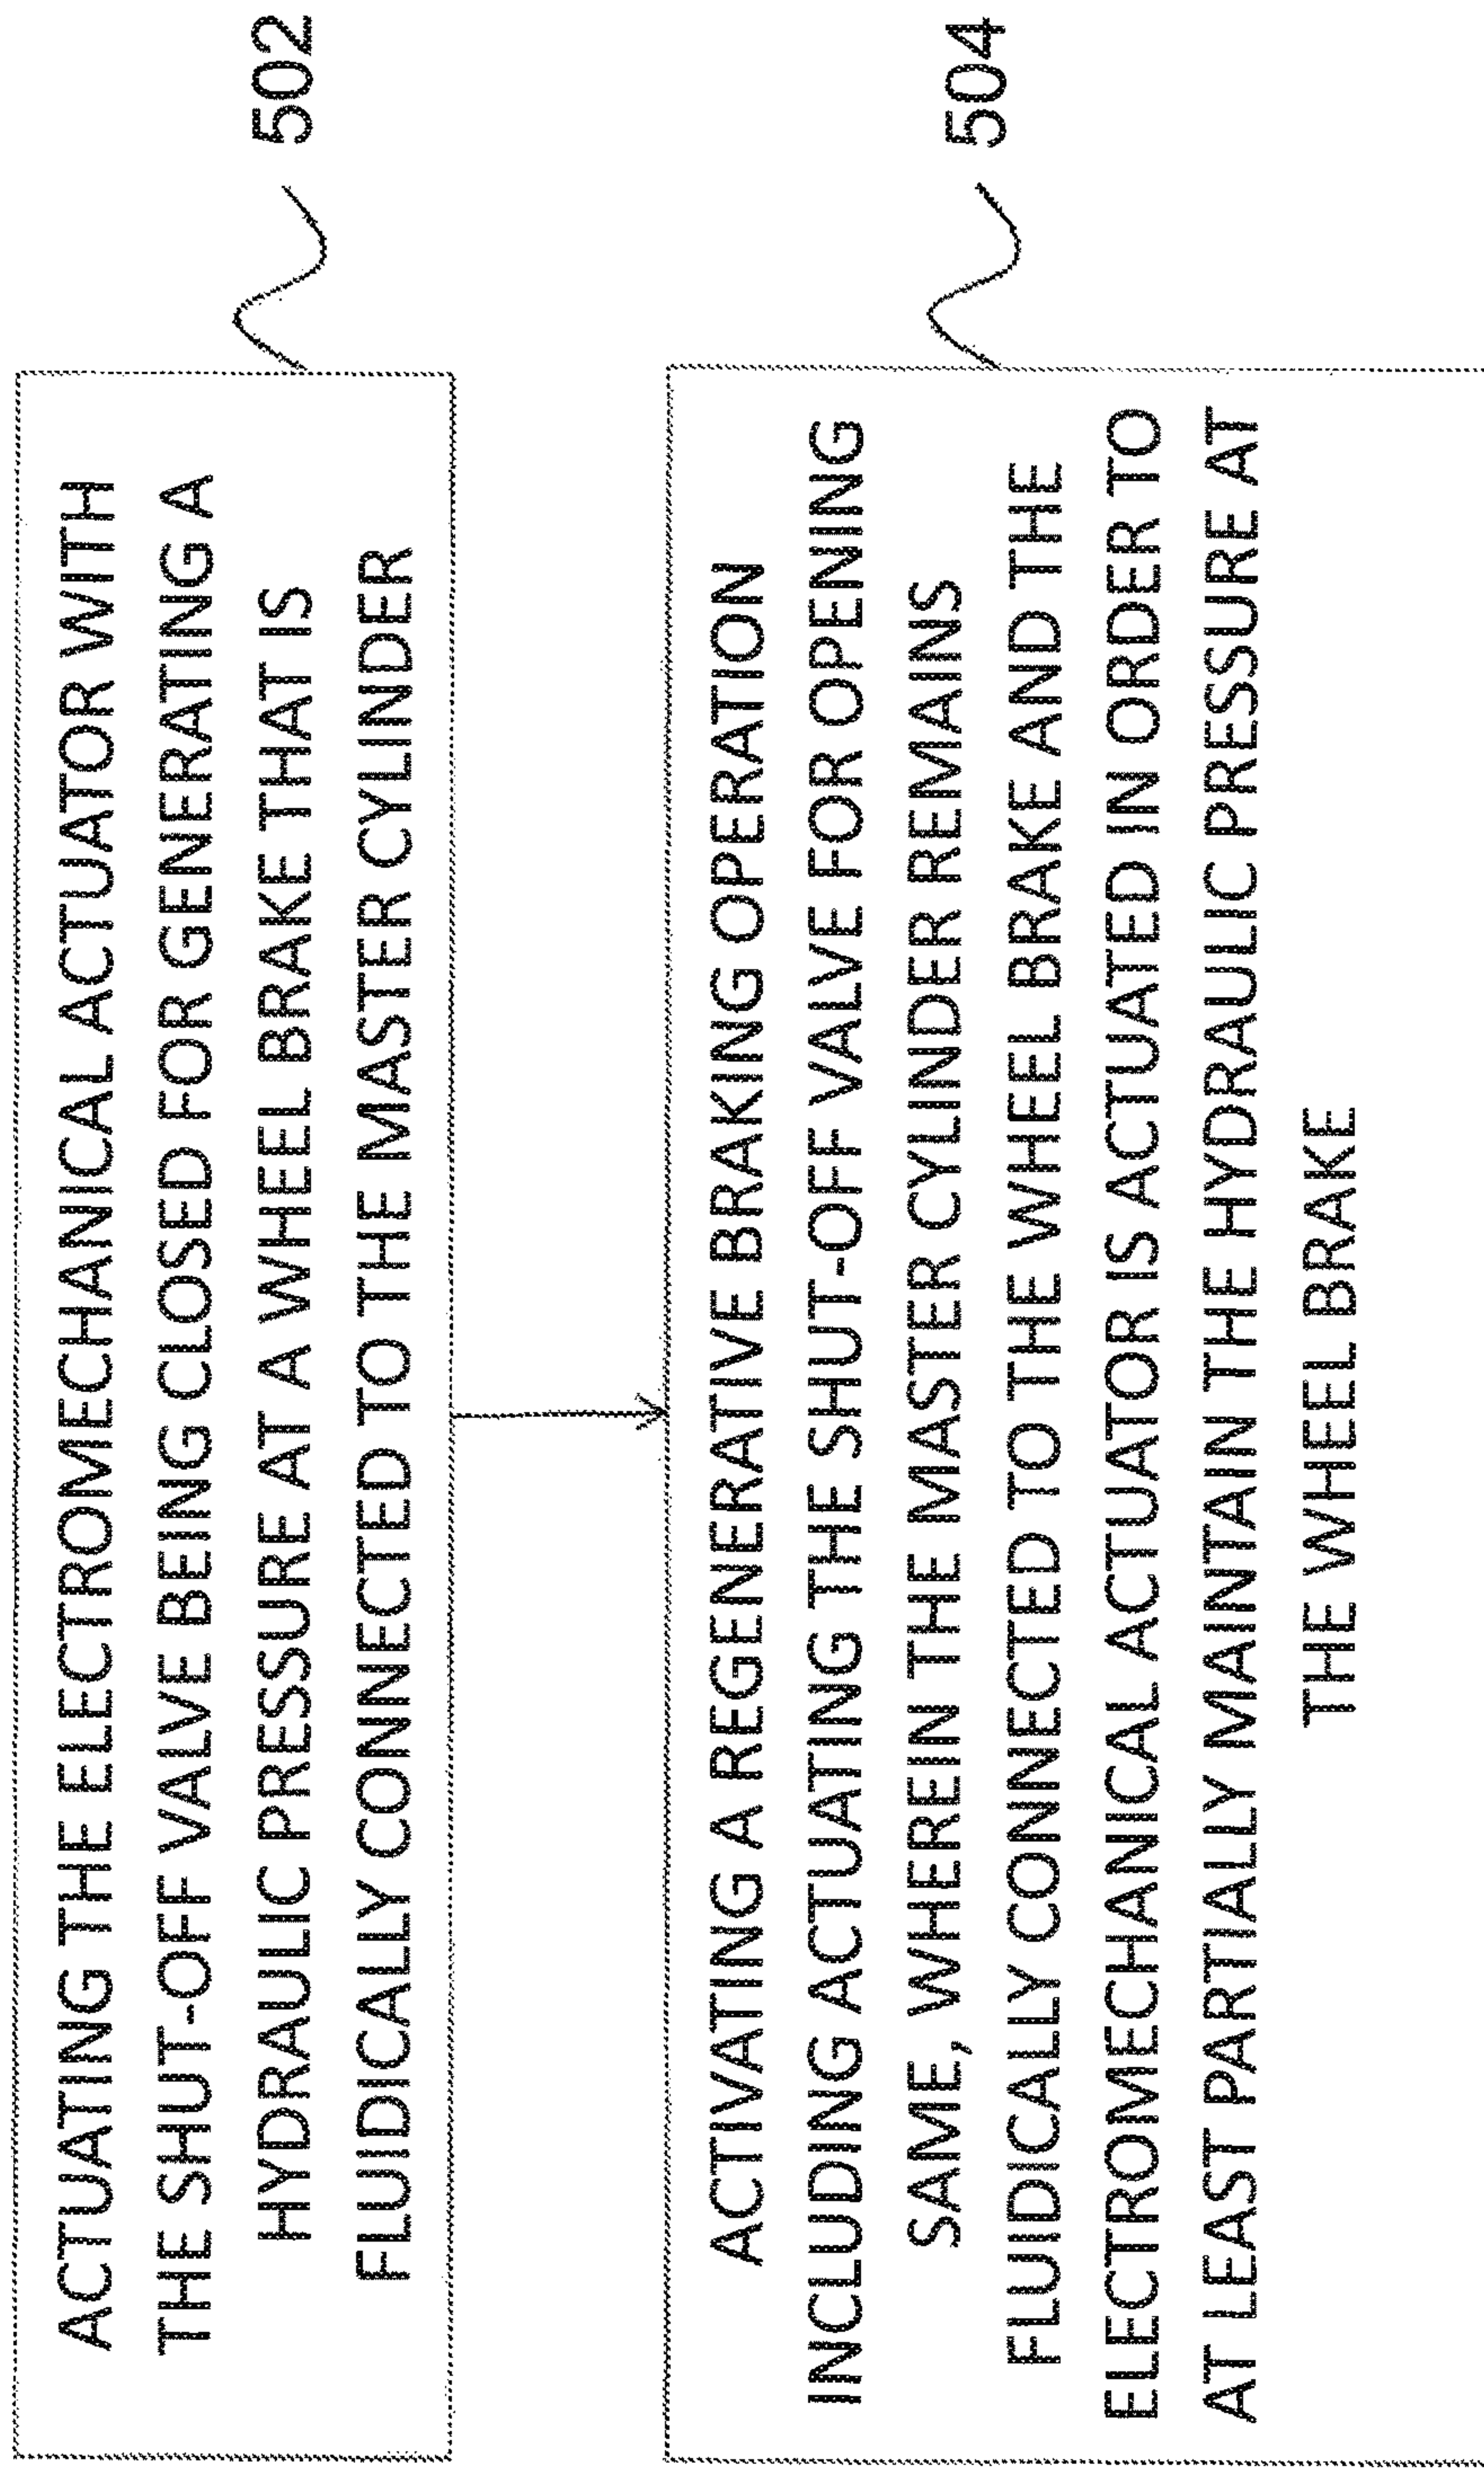 ACTUATING THE ELECTROMECHANICAL ACTUATOR WITH
THE SHUT-OFF VALVE BEING CLOSED FOR GENERATING A
HYDRAULIC PRESSURE AT A WHEEL BRAKE THAT IS
FLUIDICALLY CONNECTED TO THE MASTER CYLINDER
502
ACTIVATING A REGENERATIVE BRAKING OPERATION
INCLUDING ACTUATING THE SHUT-OFF VALVE FOR OPENING
SAME, WHEREIN THE MASTER CYLINDER REMAINS
FLUIDICALLY CONNECTED TO THE WHEEL BRAKE AND THE
ELECTROMECHANICAL ACTUATOR IS ACTUATED IN ORDER TO
AT LEAST PARTIALLY MAINTAIN THE HYDRAULIC PRESSURE AT
THE WHEEL BRAKE
504